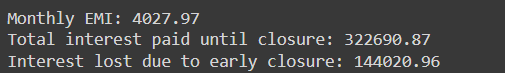 Monthly EMI: 4027.97
Total interest paid until closure: 322690.87
Interest lost due to early closure: 144020.96